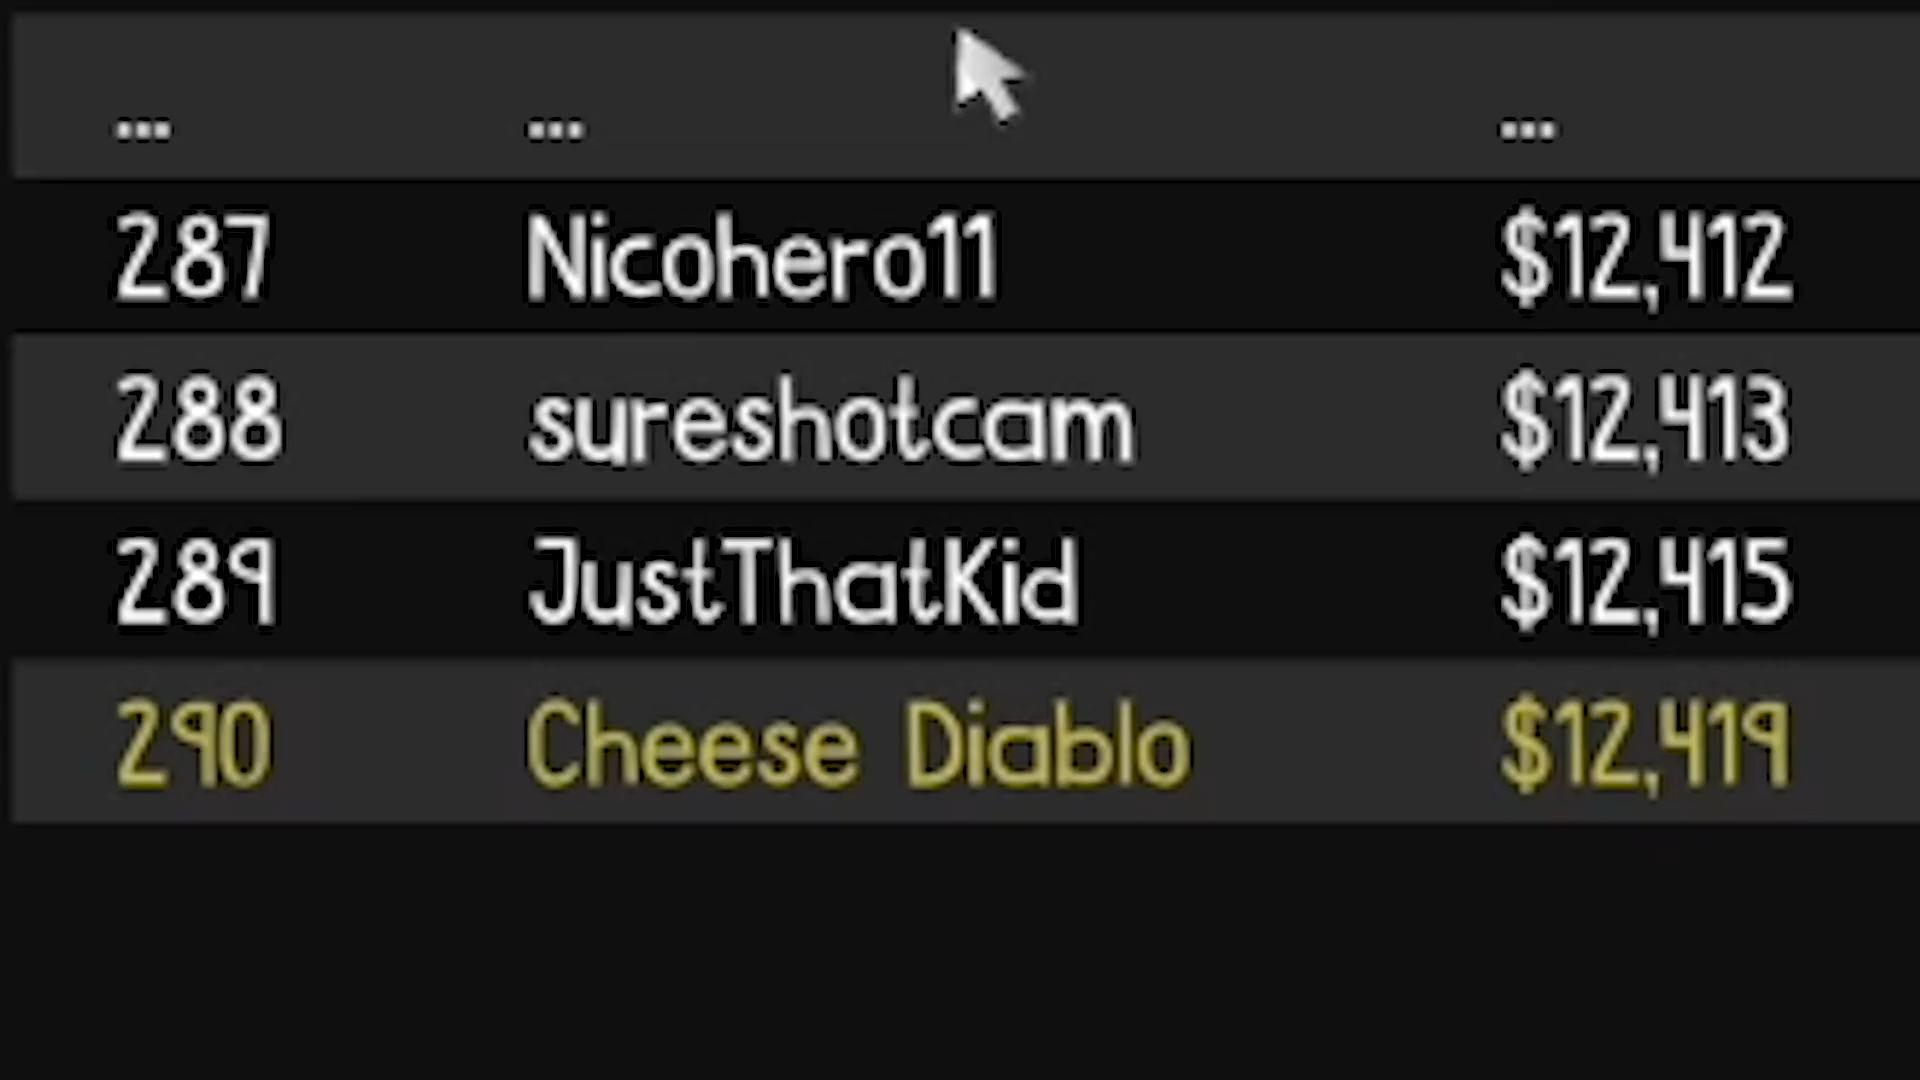 ... ... ...
287 Nicohero11 $12,412
288 sureshotcam $12,413
289 JustThatKid $12,415
290 Cheese Diablo $12,419